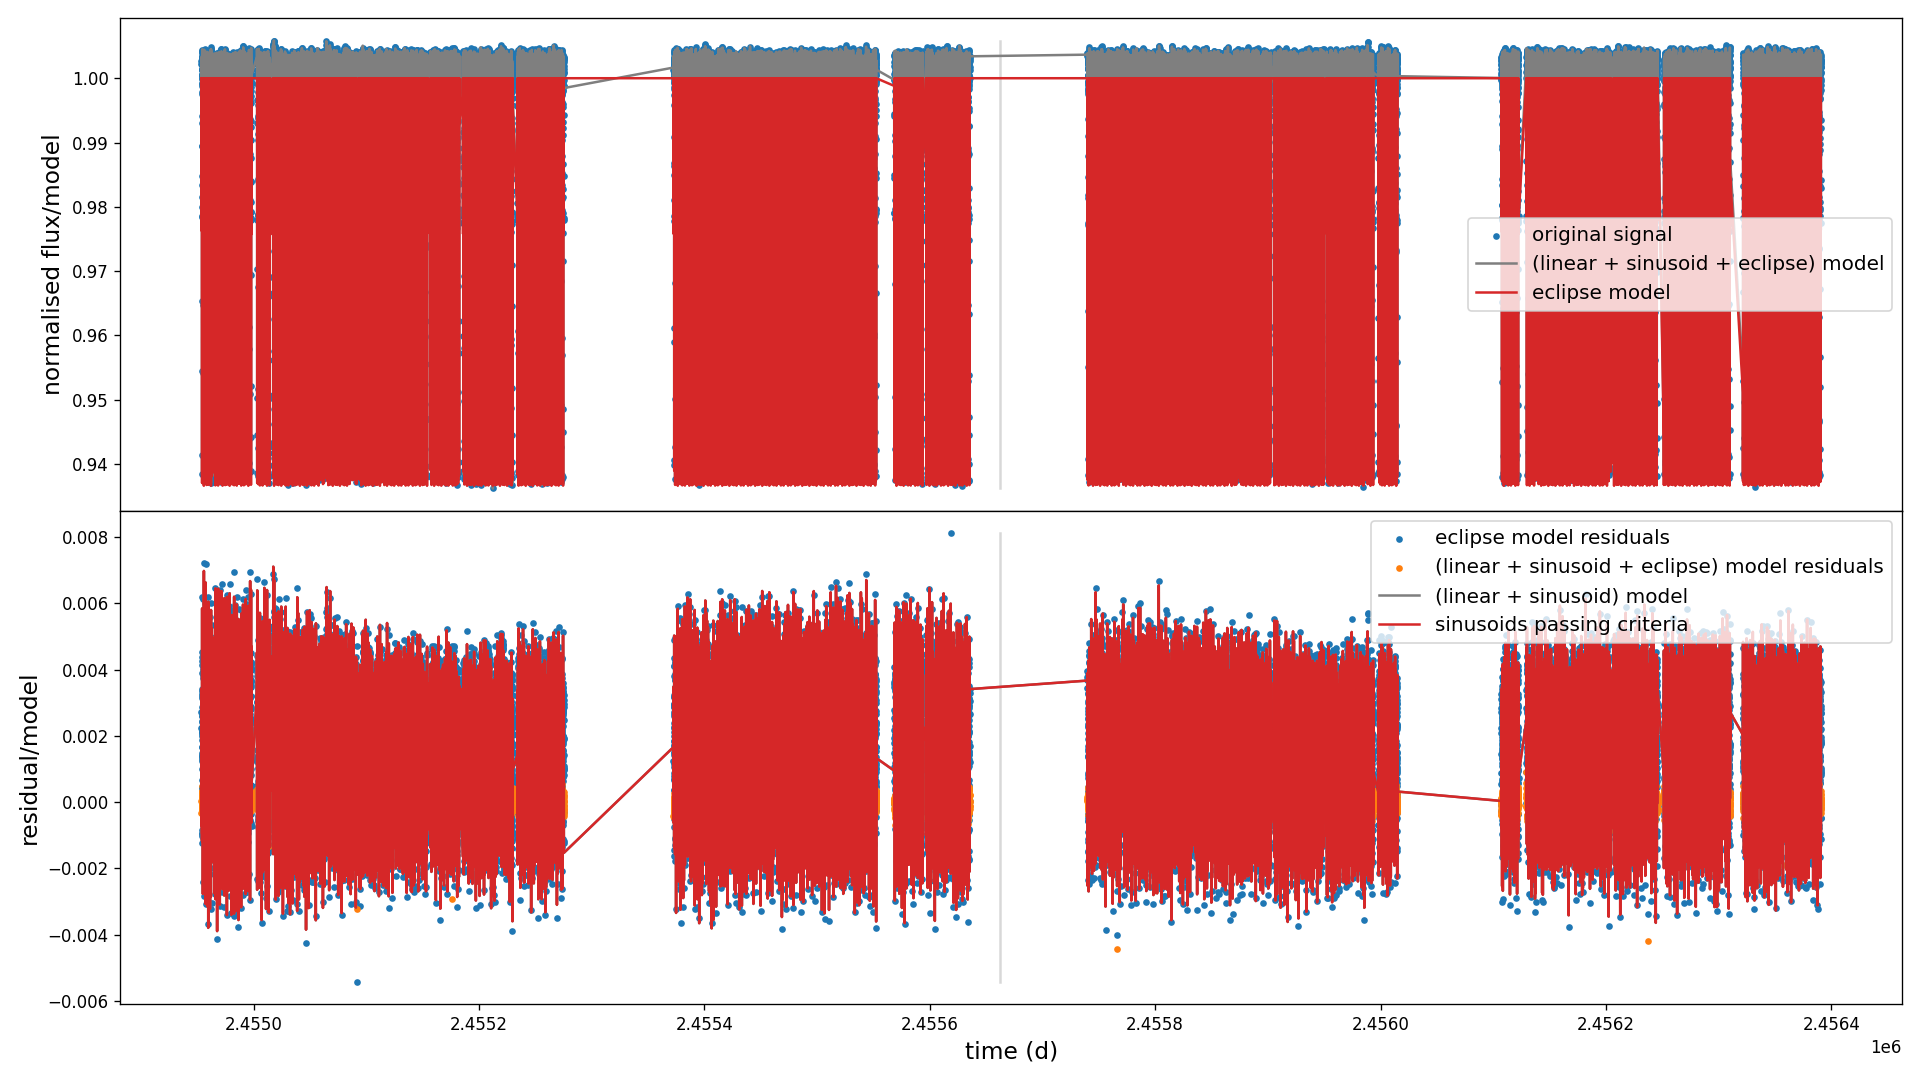 normalised flux/model
1.00
0.99
0.98
0.97
0.96
0.95
0.94
original signal
(linear + sinusoid + eclipse) model
eclipse model
residual/model
0.008
0.006
0.004
0.002
0.000
−0.002
−0.004
−0.006
eclipse model residuals
(linear + sinusoid + eclipse) model residuals
(linear + sinusoid) model
sinusoids passing criteria
2.4550
2.4552
2.4554
2.4556
2.4558
2.4560
2.4562
2.4564
1e6
time (d)